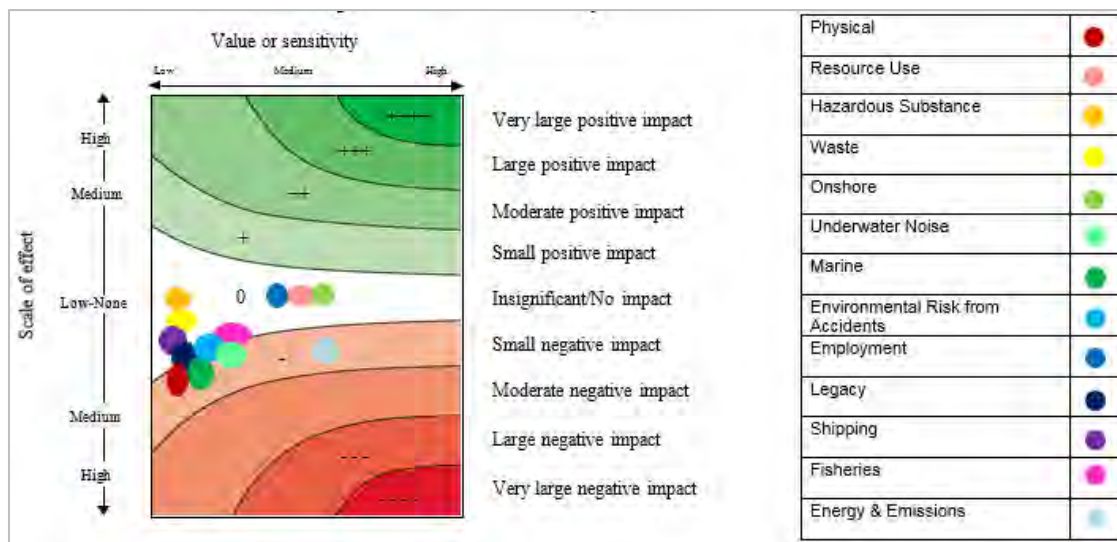 Value or sensitivity
Low Medium High
Scale of effect
High
Medium
Low-None
Medium
High
++++
+++
++
+
0
-
- - -
- - - -
Very large positive impact
Large positive impact
Moderate positive impact
Small positive impact
Insignificant/No impact
Small negative impact
Moderate negative impact
Large negative impact
Very large negative impact
Physical
Resource Use
Hazardous Substance
Waste
Onshore
Underwater Noise
Marine
Environmental Risk from
Accidents
Employment
Legacy
Shipping
Fisheries
Energy & Emissions